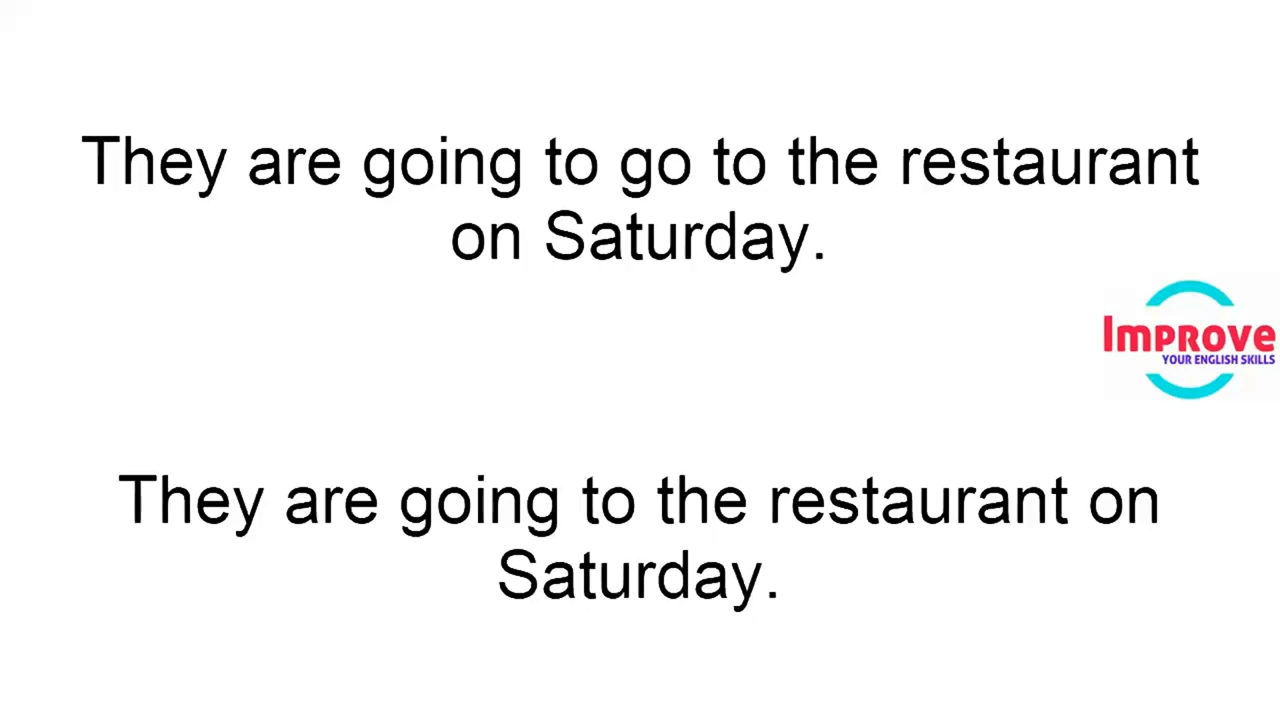 They are going to go to the restaurant
on Saturday.
Improve
YOUR ENGLISH SKILLS
They are going to the restaurant on
Saturday.